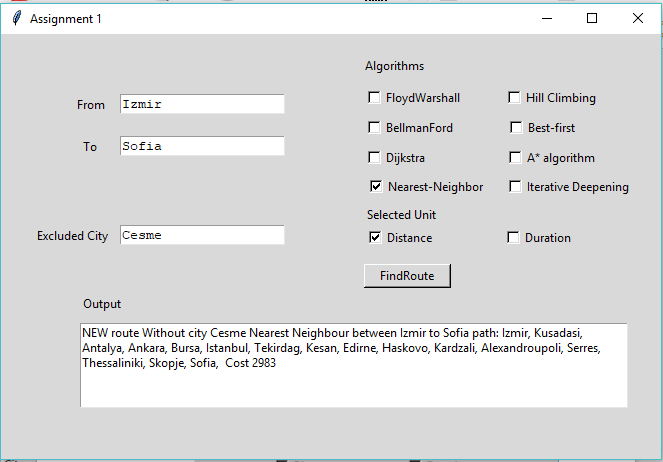 Assignment 1
Algorithms
From Izmir
FloydWarshall Hill Climbing
BellmanFord Best-first
To Sofia
Dijkstra A* algorithm
Nearest-Neighbor Iterative Deepening
Selected Unit
Excluded City Cesme
Distance Duration
FindRoute
Output
NEW route Without city Cesme Nearest Neighbour between Izmir to Sofia path: Izmir, Kusadasi,
Antalya, Ankara, Bursa, Istanbul, Tekirdag, Kesan, Edirne, Haskovo, Kardzali, Alexandroupoli, Serres,
Thessaliniki, Skopje, Sofia,  Cost 2983